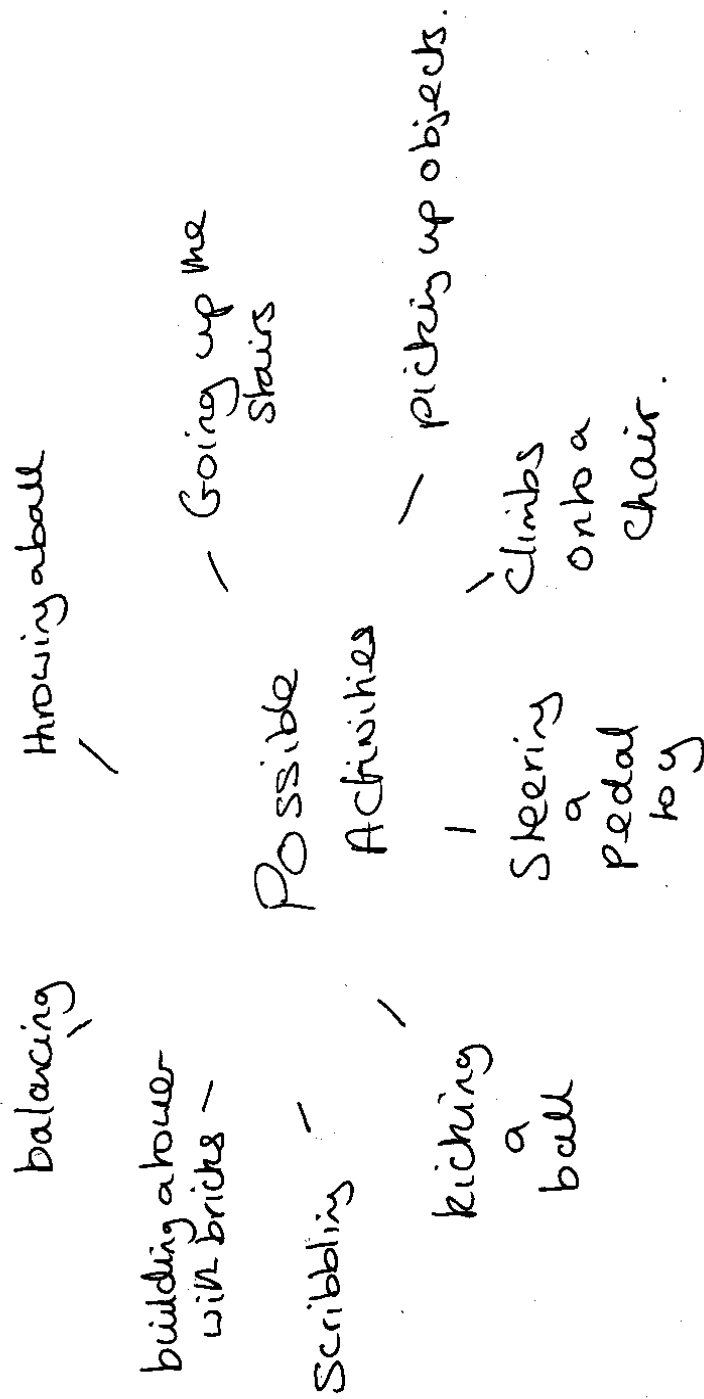 balancing
throwing a ball
building a tower
with bricks
Going up the
stairs
Possible
Activities
scribbling
picking up objects.
kicking
a
ball
Steering
a
pedal
toy
Climbs
onto a
chair.